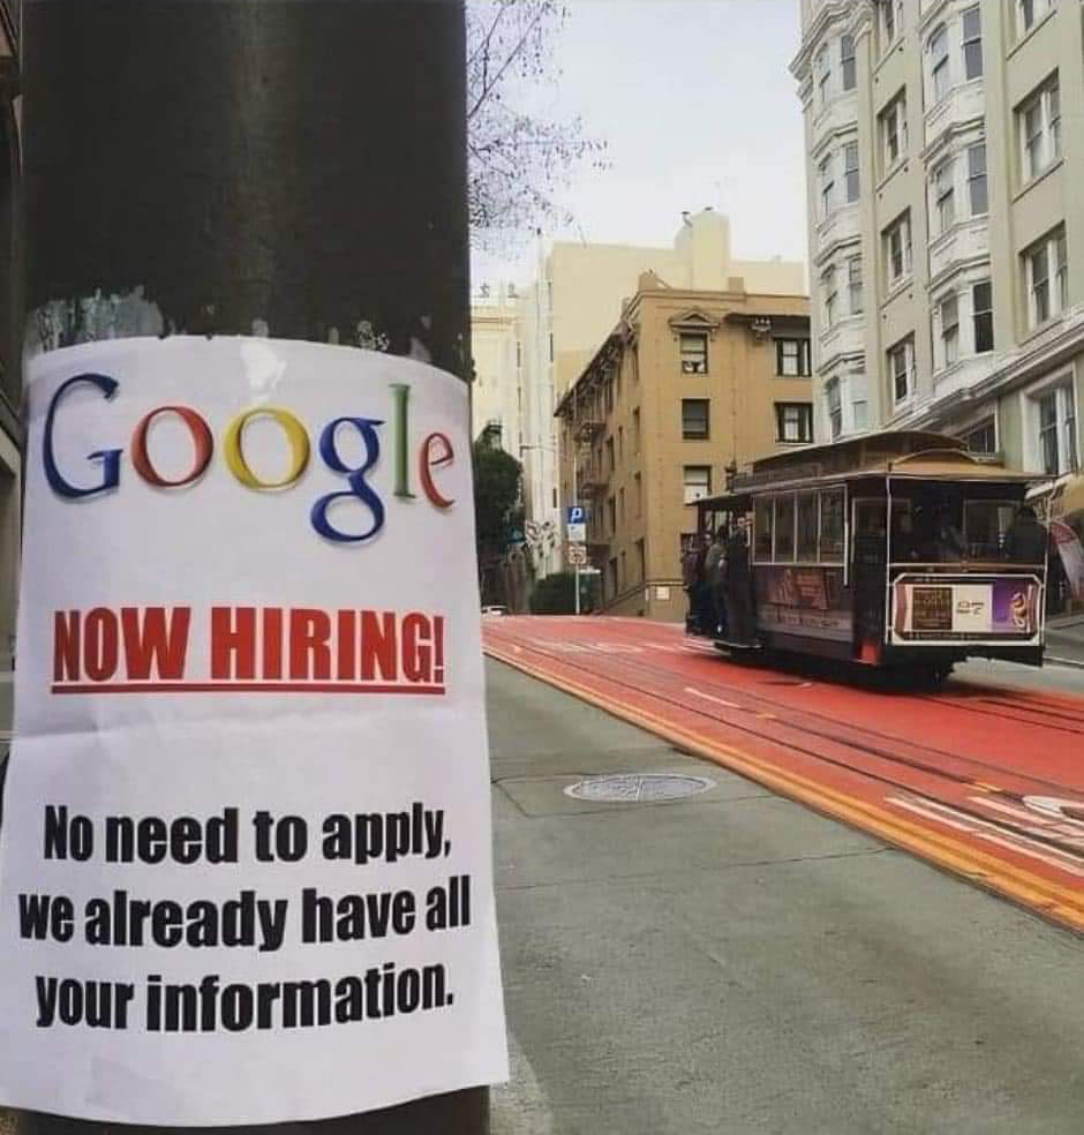 Google
NOW HIRING!
No need to apply,
we already have all
your information.
P